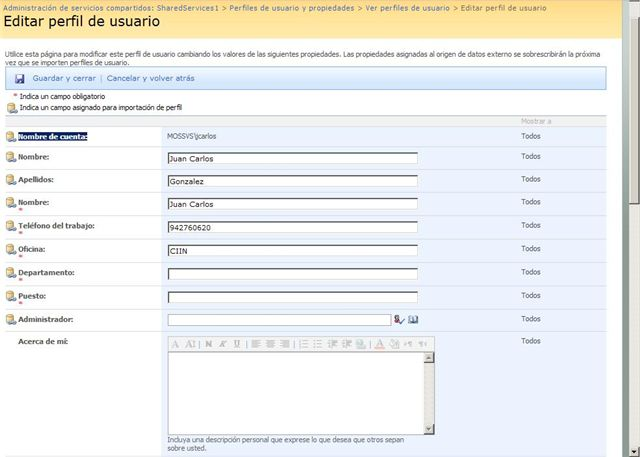 Administración de servicios compartidos: SharedServices1 > Perfiles de usuario y propiedades > Ver perfiles de usuario > Editar perfil de usuario
Editar perfil de usuario
Utilice esta página para modificar este perfil de usuario cambiando los valores de las siguientes propiedades. Las propiedades asignadas al origen de datos externo se sobrescribirán la próxima
vez que se importen perfiles de usuario.
Guardar y cerrar | Cancelar y volver atrás
* Indica un campo obligatorio
Indica un campo asignado para importación de perfil
Mostrar a
Nombre de cuenta: MOSSVS\jcarlos Todos
Nombre: Juan Carlos Todos
Apellidos: Gonzalez Todos
Nombre: Juan Carlos Todos
*
Teléfono del trabajo: 942760620 Todos
*
Oficina: CIIN Todos
*
Departamento: Todos
*
Puesto: Todos
*
Administrador: Todos
Acerca de mí: Todos
Incluya una descripción personal que exprese lo que desea que otros sepan
sobre usted.